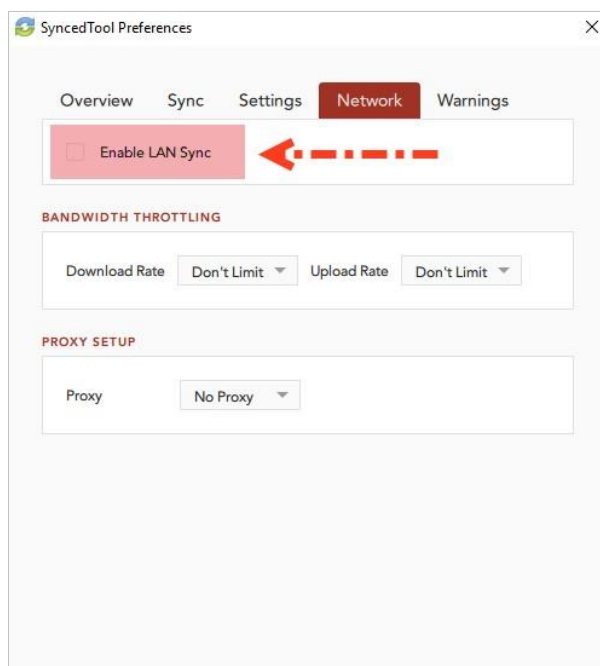 SyncedTool Preferences
Overview Sync Settings Network Warnings
Enable LAN Sync
BANDWIDTH THROTTLING
Download Rate Don't Limit Upload Rate Don't Limit
PROXY SETUP
Proxy No Proxy